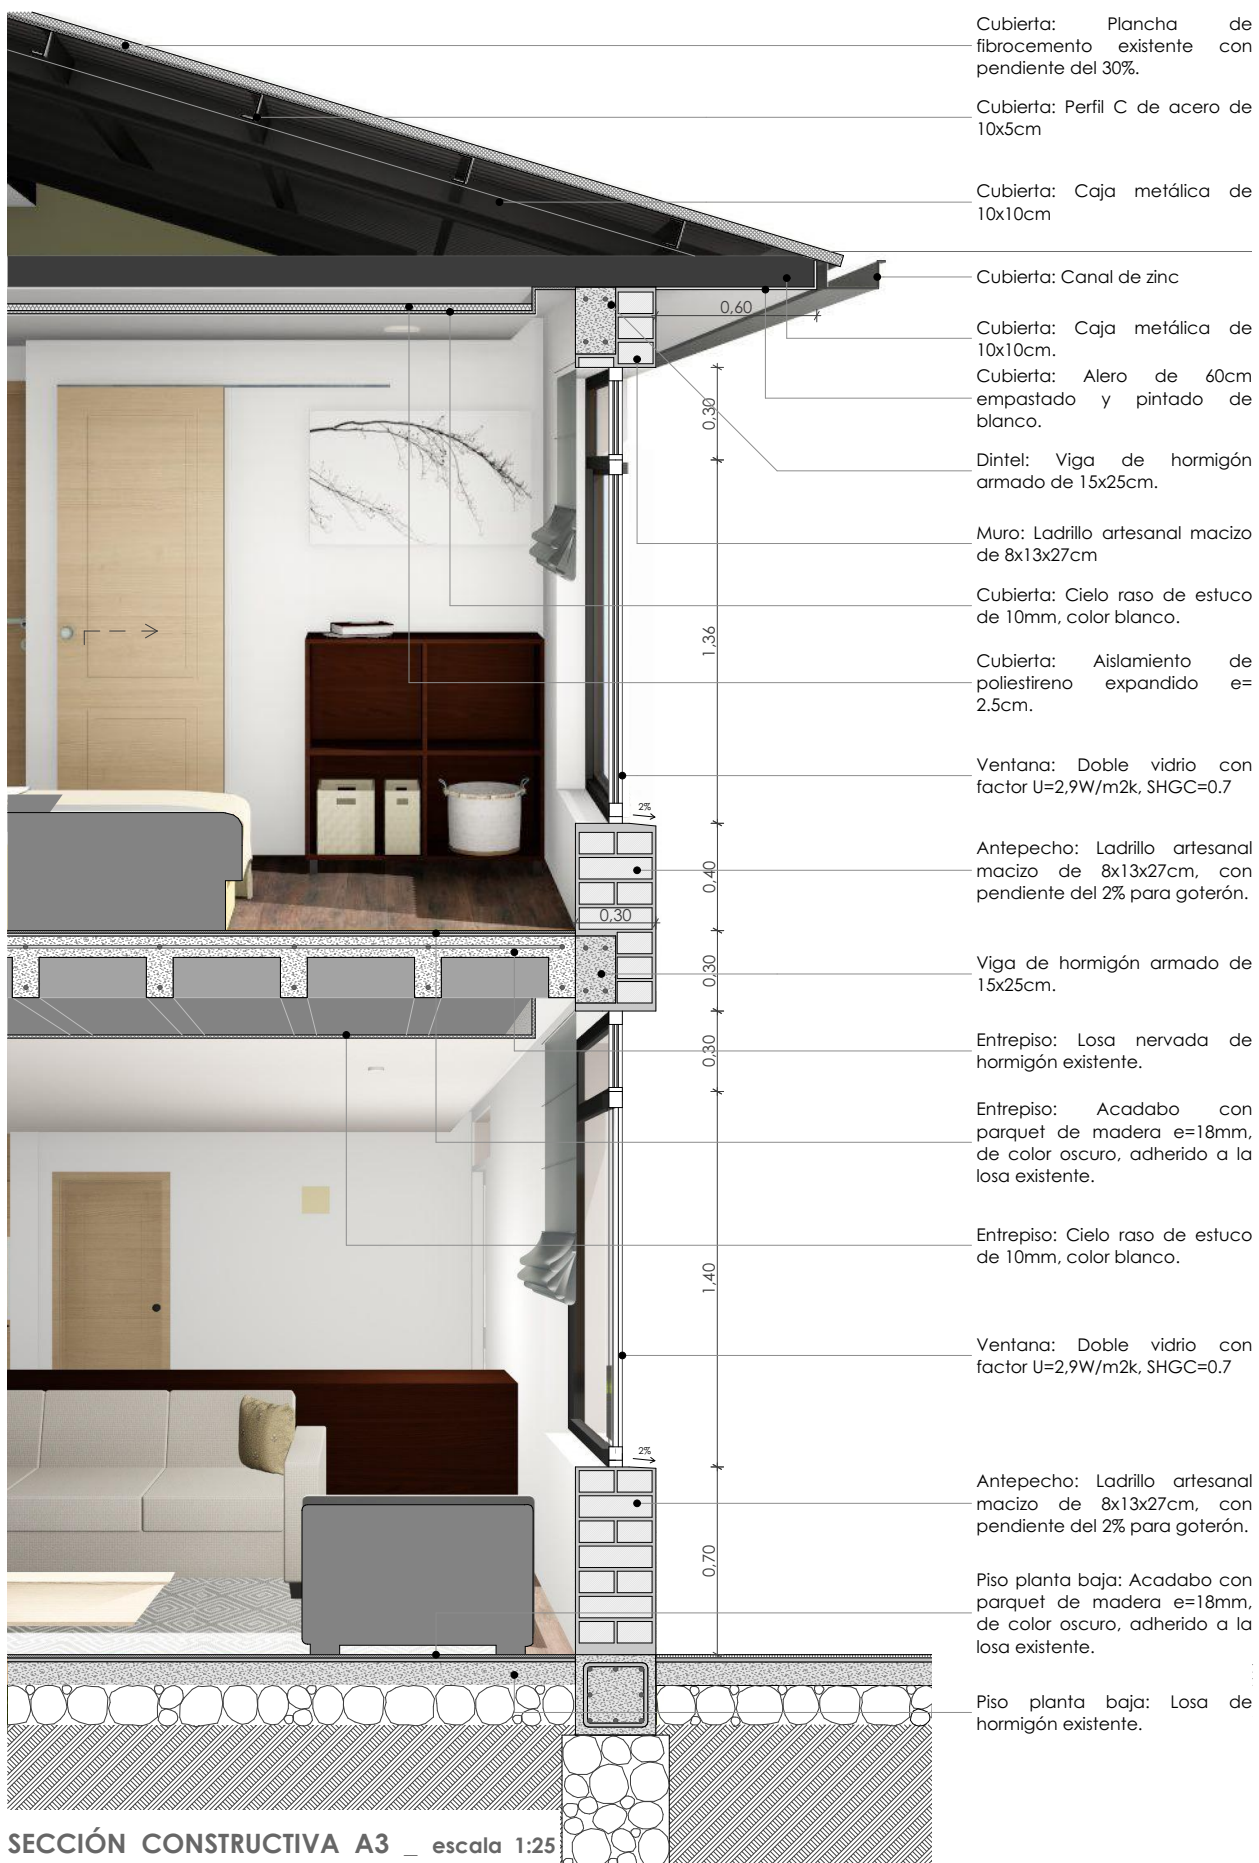 Cubierta: Plancha de
fibrocemento existente con
pendiente del 30%.
Cubierta: Perfil C de acero de
10x5cm
Cubierta: Caja metálica de
10x10cm
Cubierta: Canal de zinc
Cubierta: Caja metálica de
10x10cm.
Cubierta: Alero de 60cm
empastado y pintado de
blanco.
Dintel: Viga de hormigón
armado de 15x25cm.
Muro: Ladrillo artesanal macizo
de 8x13x27cm
Cubierta: Cielo raso de estuco
de 10mm, color blanco.
Cubierta: Aislamiento de
poliestireno expandido e=
2.5cm.
Ventana: Doble vidrio con
factor U=2,9W/m2k, SHGC=0.7
Antepecho: Ladrillo artesanal
macizo de 8x13x27cm, con
pendiente del 2% para goterón.
Viga de hormigón armado de
15x25cm.
Entrepiso: Losa nervada de
hormigón existente.
Entrepiso: Acadabo con
parquet de madera e=18mm,
de color oscuro, adherido a la
losa existente.
Entrepiso: Cielo raso de estuco
de 10mm, color blanco.
Ventana: Doble vidrio con
factor U=2,9W/m2k, SHGC=0.7
Antepecho: Ladrillo artesanal
macizo de 8x13x27cm, con
pendiente del 2% para goterón.
Piso planta baja: Acadabo con
parquet de madera e=18mm,
de color oscuro, adherido a la
losa existente.
Piso planta baja: Losa de
hormigón existente.
0,60
0,30
1,36
2%
0,40
0,30
0,30
0,30
1,40
2%
0,70
SECCIÓN CONSTRUCTIVA A3 _ escala 1:25